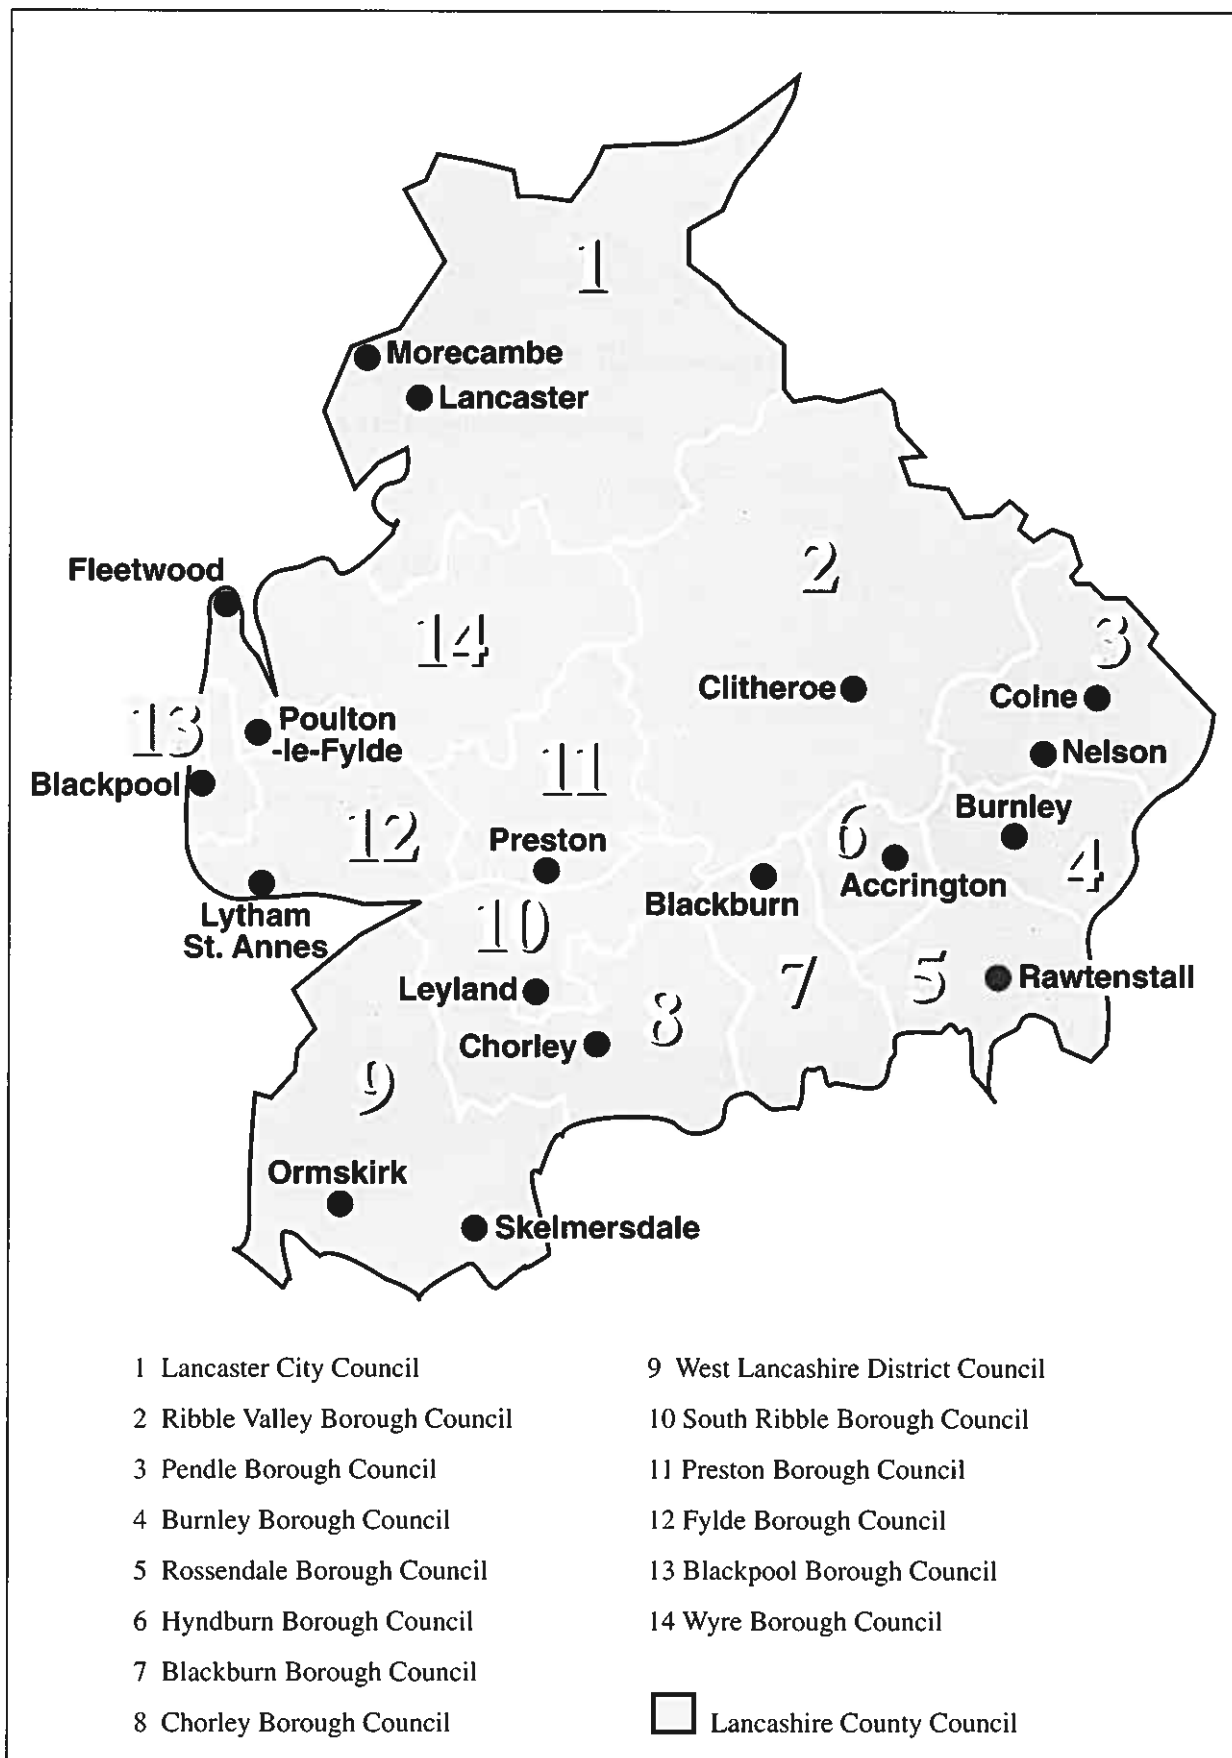 1
Morecambe
Lancaster
Fleetwood
2
14
3
Clitheroe
Colne
13
Poulton
-le-Fylde
Nelson
Blackpool
11
Burnley
12
Preston
6
4
Accrington
Blackburn
Lytham
St. Annes
10
Leyland
7
5
Rawtenstall
8
Chorley
9
Ormskirk
Skelmersdale
1 Lancaster City Council
2 Ribble Valley Borough Council
3 Pendle Borough Council
4 Burnley Borough Council
5 Rossendale Borough Council
6 Hyndburn Borough Council
7 Blackburn Borough Council
8 Chorley Borough Council
9 West Lancashire District Council
10 South Ribble Borough Council
11 Preston Borough Council
12 Fylde Borough Council
13 Blackpool Borough Council
14 Wyre Borough Council
Lancashire County Council